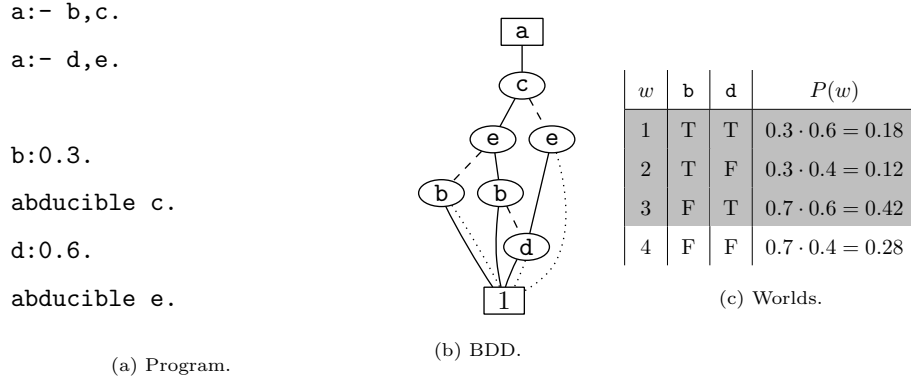 a:- b,c.
a:- d,e.
b:0.3.
abducible c.
d:0.6.
abducible e.
(a) Program.
a
c
e e
b b
d
1
(b) BDD.
w b d P(w)
1 T T 0.3 · 0.6 = 0.18
2 T F 0.3 · 0.4 = 0.12
3 F T 0.7 · 0.6 = 0.42
4 F F 0.7 · 0.4 = 0.28
(c) Worlds.